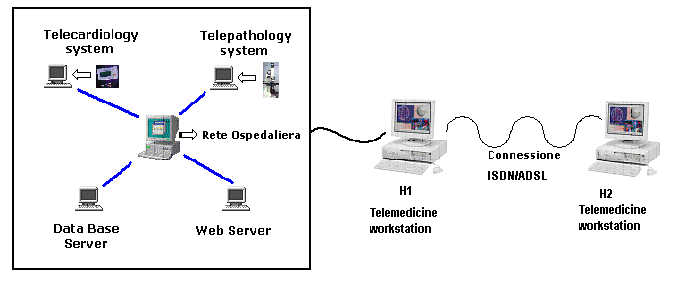 Telecardiology
system
Telepathology
system
Rete Ospedaliera
Data Base
Server
Web Server
H1
Telemedicine
workstation
Connessione
ISDN/ADSL
H2
Telemedicine
workstation